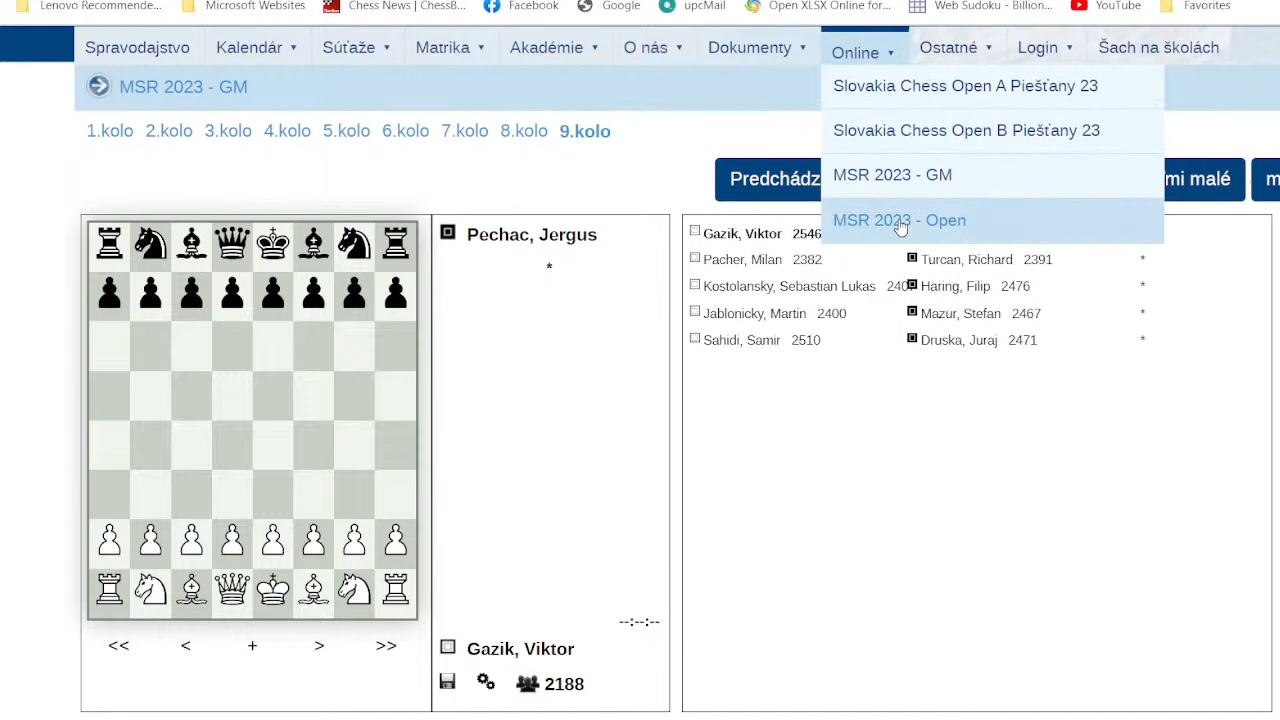 Lenovo Recommende... Microsoft Websites Chess News | ChessB... Facebook Google upcMail Open XLSX Online for... Web Sudoku - Billion... YouTube Favorites
Spravodajstvo Kalendár Súťaže Matrika Akadémie O nás Dokumenty Online Ostatné Login Šach na školách
MSR 2023 - GM
Slovakia Chess Open A Piešťany 23
1.kolo 2.kolo 3.kolo 4.kolo 5.kolo 6.kolo 7.kolo 8.kolo 9.kolo
Slovakia Chess Open B Piešťany 23
MSR 2023 - GM
Predchádz
mi malé
m
MSR 2023 - Open
Pechac, Jergus
*
Gazik, Viktor 2546
Pacher, Milan 2382 Turcan, Richard 2391 *
Kostolansky, Sebastian Lukas 240 Haring, Filip 2476 *
Jablonicky, Martin 2400 Mazur, Stefan 2467 *
Sahidi, Samir 2510 Druska, Juraj 2471 *
--:--:--
<< < + > >>
Gazik, Viktor
2188